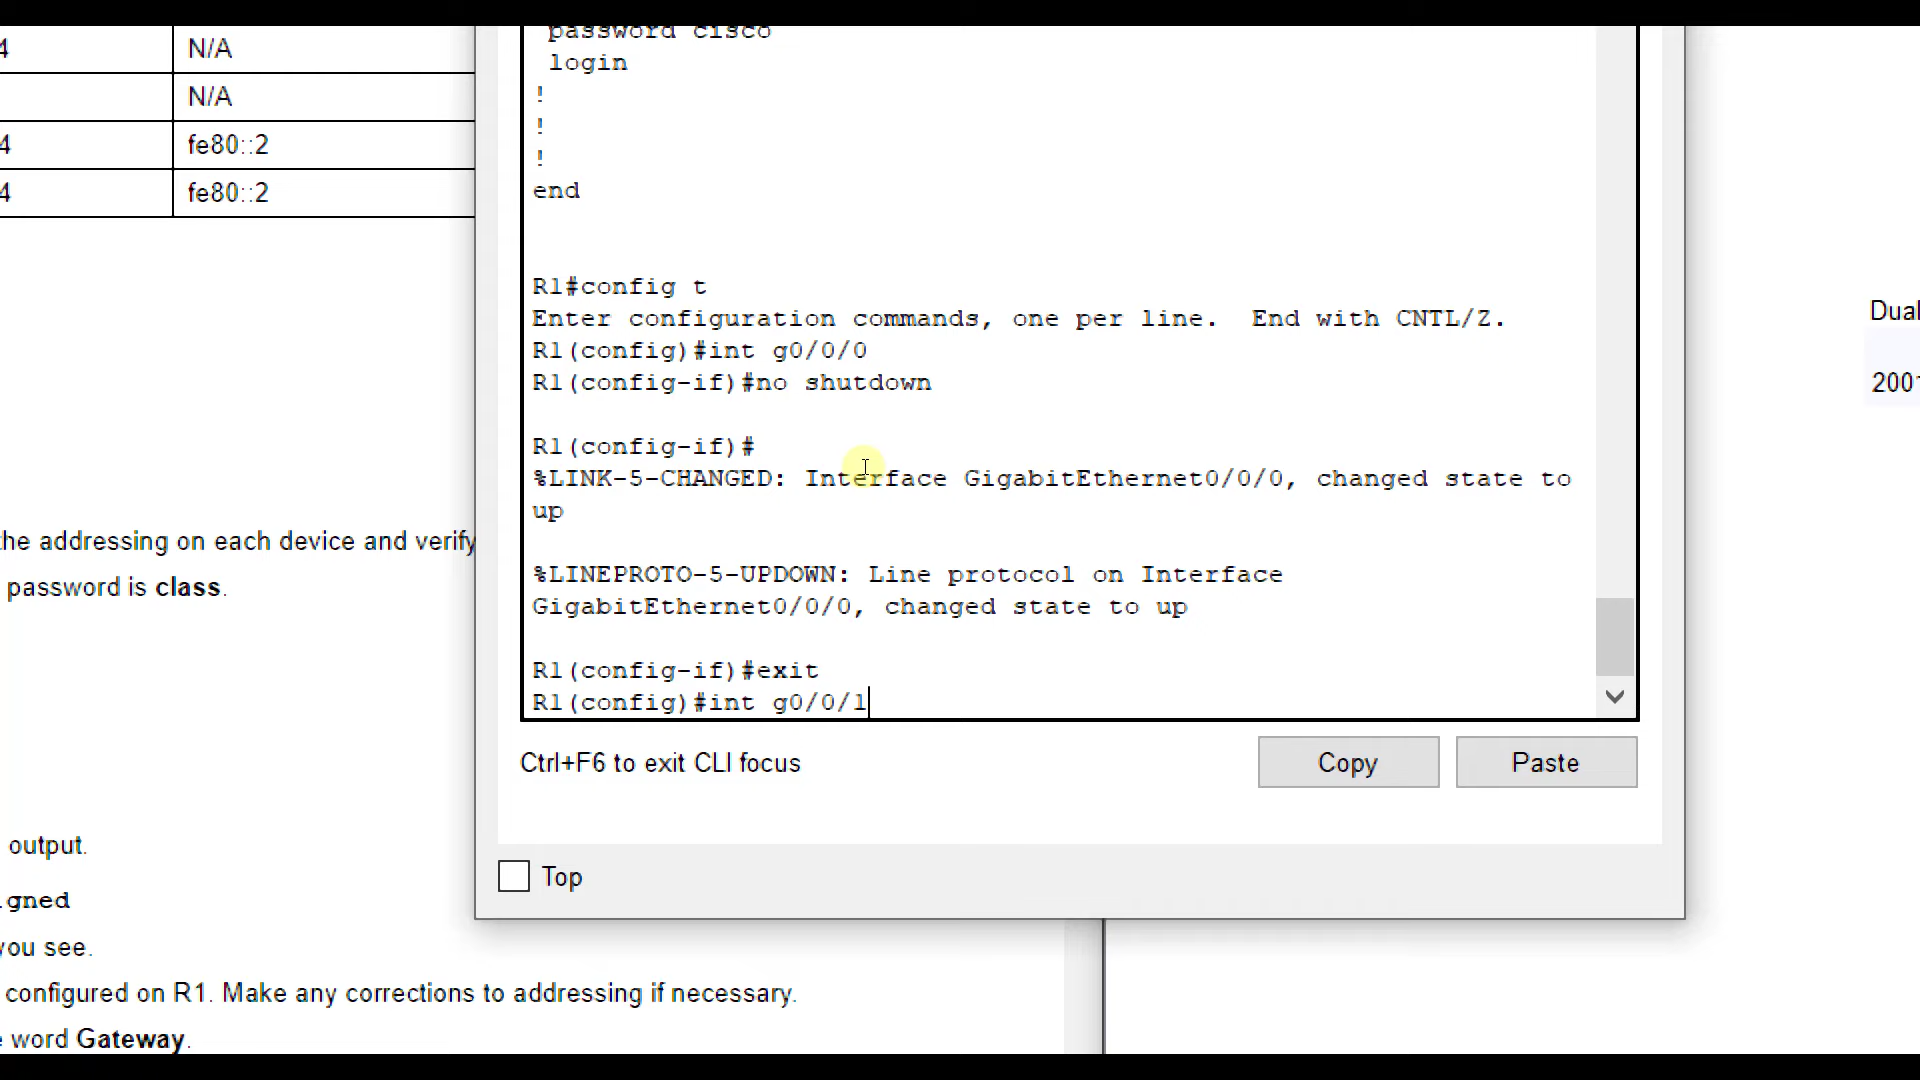 4 N/A
N/A
4 fe80::2
4 fe80::2
he addressing on each device and verify
password is class.
output.
gned
you see.
configured on R1. Make any corrections to addressing if necessary.
word Gateway.
password cisco
login
!
!
!
end
R1#config t
Enter configuration commands, one per line.  End with CNTL/Z.
R1(config)#int g0/0/0
R1(config-if)#no shutdown
R1(config-if)#
%LINK-5-CHANGED: Interface GigabitEthernet0/0/0, changed state to
up
%LINEPROTO-5-UPDOWN: Line protocol on Interface
GigabitEthernet0/0/0, changed state to up
R1(config-if)#exit
R1(config)#int g0/0/1
Ctrl+F6 to exit CLI focus
Copy
Paste
Top
Dual
200